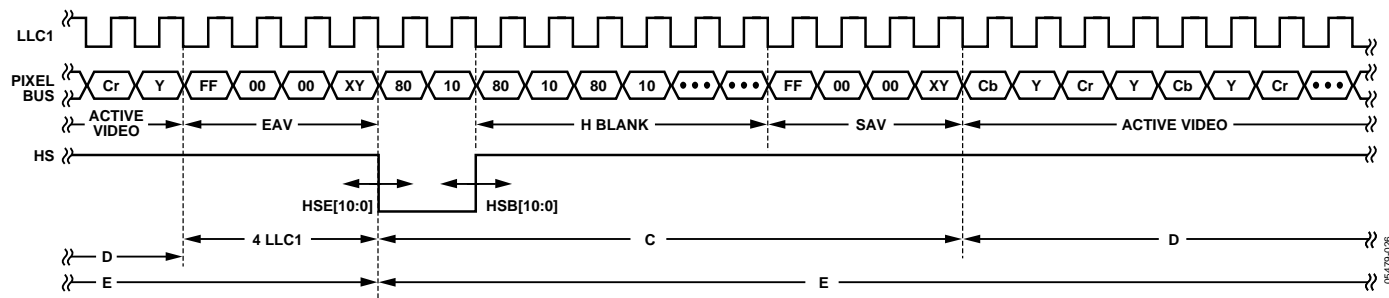 LLC1
PIXEL BUS Cr Y FF 00 00 XY 80 10 80 10 80 10 ••• ••• FF 00 00 XY Cb Y Cr Y Cb Y Cr •••
ACTIVE VIDEO EAV H BLANK SAV ACTIVE VIDEO
HS
HSE[10:0] HSB[10:0]
4 LLC1 C D
D
E E
05479-026